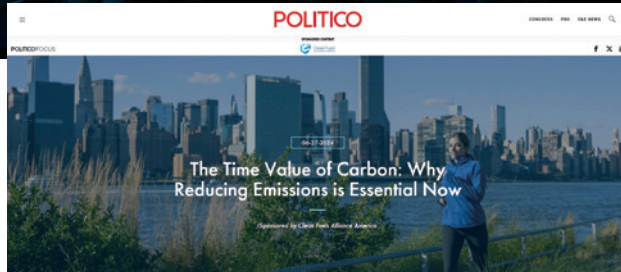 POLITICO
CONGRESS PRO E&E NEWS
SPONSORED CONTENT
POLITICOFOCUS
06-27-2024
The Time Value of Carbon: Why
Reducing Emissions is Essential Now
Sponsored by Clean Fuels Alliance America